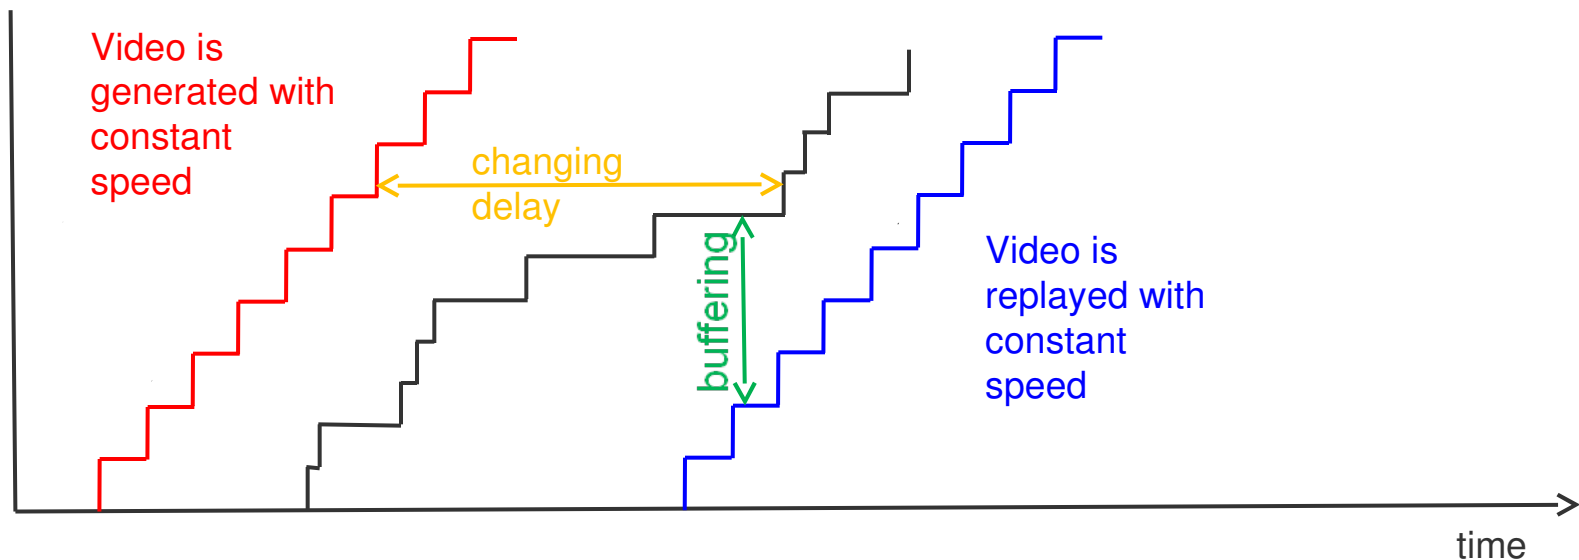 Video is
generated with
constant
speed
changing
delay
buffering
Video is
replayed with
constant
speed
time